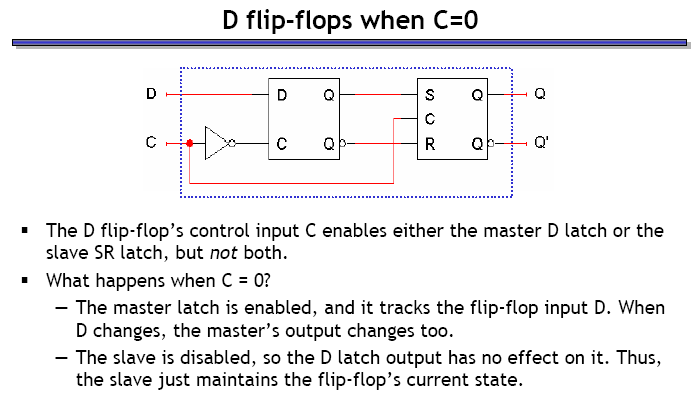 D flip-flops when C=0
D D Q S Q Q
C
C C Q R Q Q'
▪ The D flip-flop’s control input C enables either the master D latch or the
slave SR latch, but not both.
▪ What happens when C = 0?
— The master latch is enabled, and it tracks the flip-flop input D. When
D changes, the master’s output changes too.
— The slave is disabled, so the D latch output has no effect on it. Thus,
the slave just maintains the flip-flop’s current state.